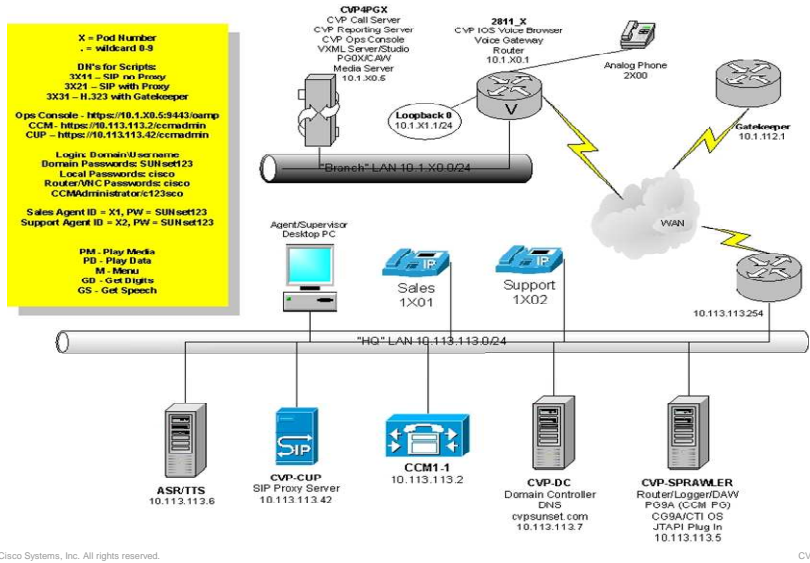 X = Pod Number
. = wildcard 0-9
DN's for Scripts:
3X11 – SIP no Proxy
3X21 – SIP with Proxy
3X31 – H.323 with Gatekeeper
Ops Console - https://10.1.X0.5:9443/oamp
CCM - https://10.113.113.2/ccmadmin
CUP – https://10.113.113.42/ccmadmin
Login: Domain\Username
Domain Passwords: SUNset123
Local Passwords: cisco
Router/VNC Passwords: cisco
CCMAdministrator/c123sco
Sales Agent ID = X1, PW = SUNset123
Support Agent ID = X2, PW = SUNset123
PM - Play Media
PD - Play Data
M - Menu
GD - Get Digits
GS - Get Speech
CVP4PGX
CVP Call Server
CVP Reporting Server
CVP Ops Console
VXML Server/Studio
PG0X/CAW
Media Server
10.1.X0.5
2811_X
CVP IOS Voice Browser
Voice Gateway
Router
10.1.X0.1
Analog Phone
2X00
Loopback 0
10.1.X1.1/24
V
Gatekeeper
10.1.112.1
"Branch" LAN 10.1.X0.0/24
WAN
Agent/Supervisor
Desktop PC
IP
Sales
1X01
IP
Support
1X02
10.113.113.254
"HQ" LAN 10.113.113.0/24
ASR/TTS
10.113.113.6
SIP
CVP-CUP
SIP Proxy Server
10.113.113.42
CCM1-1
10.113.113.2
CVP-DC
Domain Controller
DNS
cvpsunset.com
10.113.113.7
CVP-SPRAWLER
Router/Logger/DAW
PG9A (CCM PG)
CG9A/CTI OS
JTAPI Plug In
10.113.113.5
Cisco Systems, Inc. All rights reserved.
CV